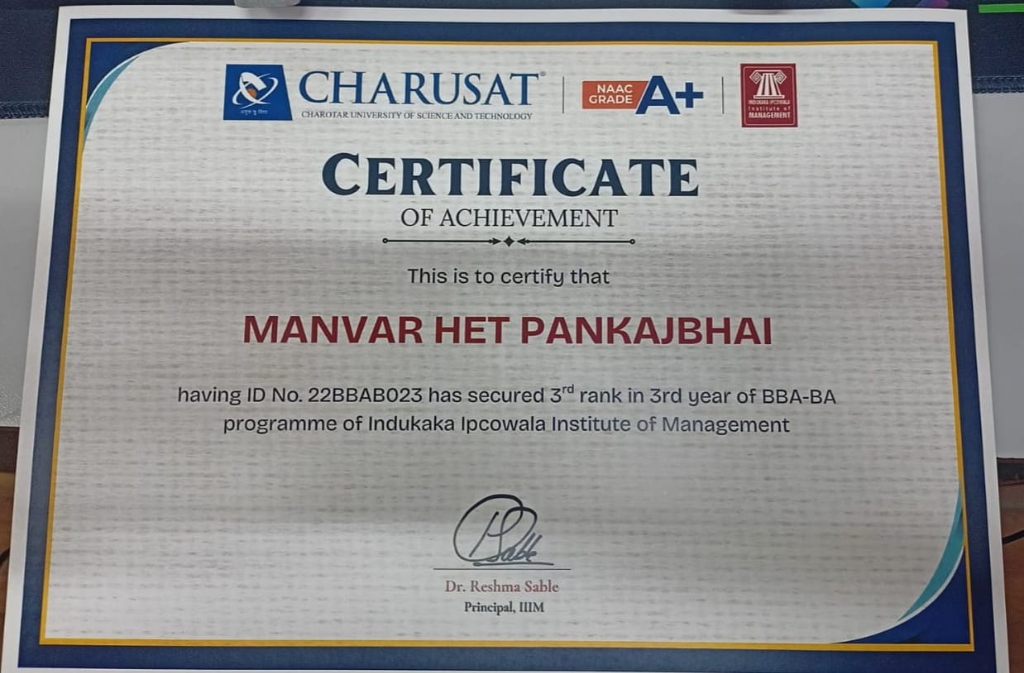 CHARUSAT®
CHAROTAR UNIVERSITY OF SCIENCE AND TECHNOLOGY
NAAC
GRADE A+
INDUKAKA IPCOWALA
Institute of
MANAGEMENT
CERTIFICATE
OF ACHIEVEMENT
This is to certify that
MANVAR HET PANKAJBHAI
having ID No. 22BBAB023 has secured 3rd rank in 3rd year of BBA-BA
programme of Indukaka Ipcowala Institute of Management
Dr. Reshma Sable
Principal, IIIM